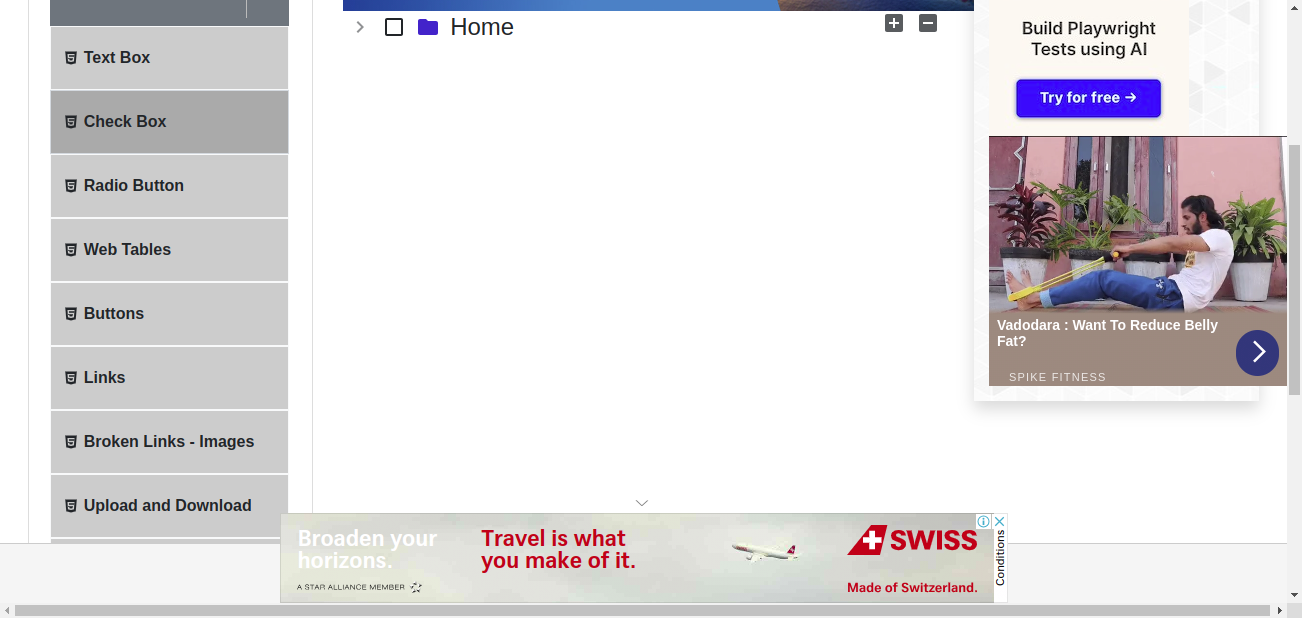 Home
Text Box
Check Box
Radio Button
Web Tables
Buttons
Links
Broken Links - Images
Upload and Download
Build Playwright
Tests using AI
Try for free →
Vadodara : Want To Reduce Belly
Fat?
SPIKE FITNESS
Broaden your
horizons.
A STAR ALLIANCE MEMBER
Travel is what
you make of it.
SWISS
Made of Switzerland.
Conditions